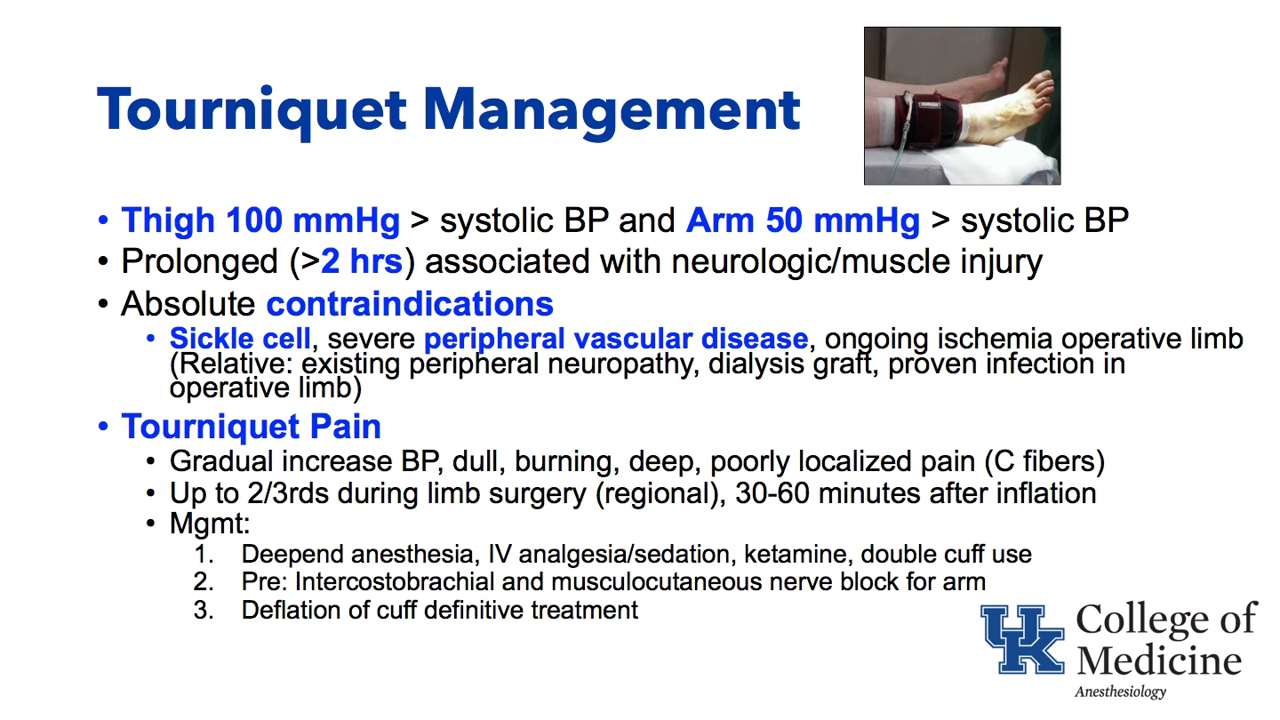 Tourniquet Management
• Thigh 100 mmHg > systolic BP and Arm 50 mmHg > systolic BP
• Prolonged (>2 hrs) associated with neurologic/muscle injury
• Absolute contraindications
• Sickle cell, severe peripheral vascular disease, ongoing ischemia operative limb
(Relative: existing peripheral neuropathy, dialysis graft, proven infection in
operative limb)
• Tourniquet Pain
• Gradual increase BP, dull, burning, deep, poorly localized pain (C fibers)
• Up to 2/3rds during limb surgery (regional), 30-60 minutes after inflation
• Mgmt:
1. Deepend anesthesia, IV analgesia/sedation, ketamine, double cuff use
2. Pre: Intercostobrachial and musculocutaneous nerve block for arm
3. Deflation of cuff definitive treatment
UK
College of
Medicine
Anesthesiology